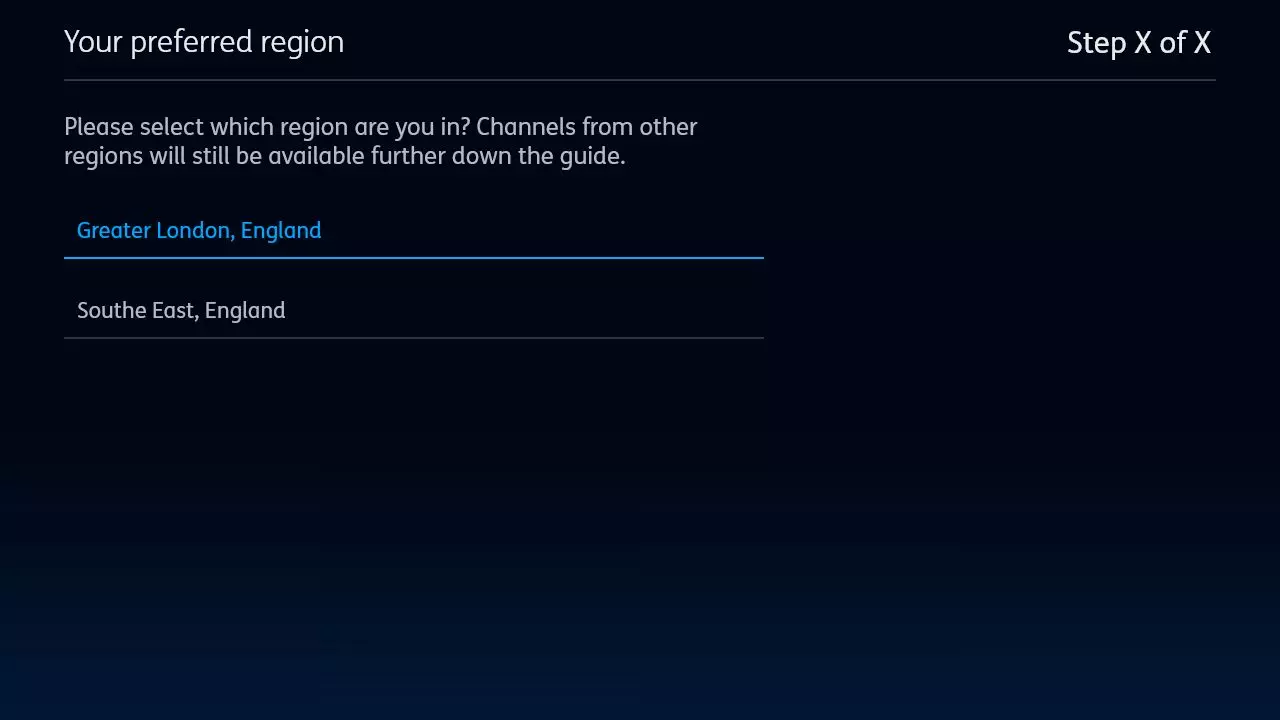 Your preferred region
Step X of X
Please select which region are you in? Channels from other
regions will still be available further down the guide.
Greater London, England
Southe East, England